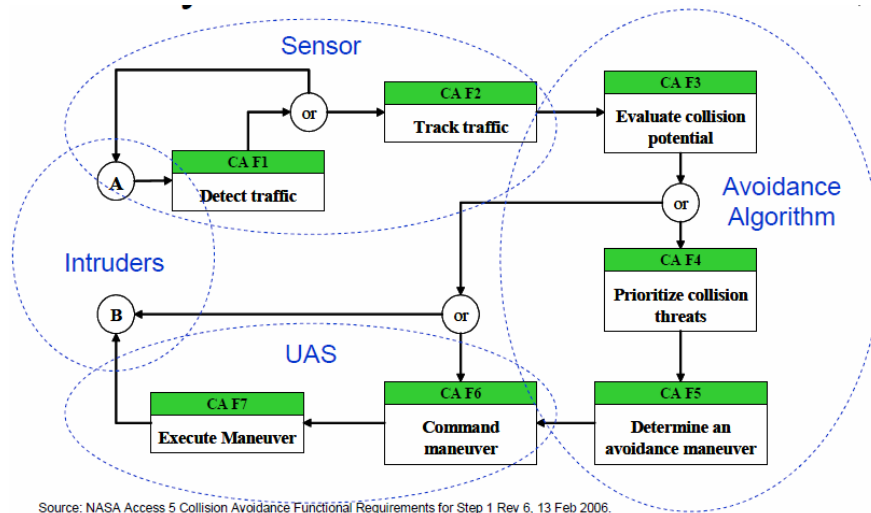 Sensor
or
CA F2
Track traffic
CA F3
Evaluate collision
potential
CA F1
Detect traffic
A
or
Avoidance
Algorithm
Intruders
CA F4
Prioritize collision
threats
B
or
UAS
CA F7
Execute Maneuver
CA F6
Command
maneuver
CA F5
Determine an
avoidance maneuver
Source: NASA Access 5 Collision Avoidance Functional Requirements for Step 1 Rev 6, 13 Feb 2006.